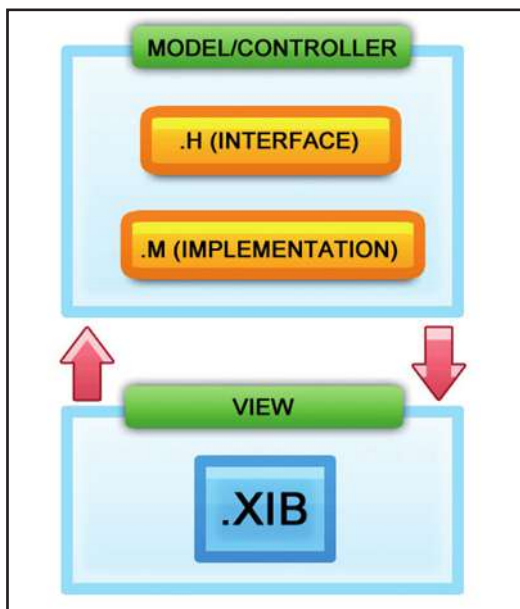 MODEL/CONTROLLER
.H (INTERFACE)
.M (IMPLEMENTATION)
VIEW
.XIB